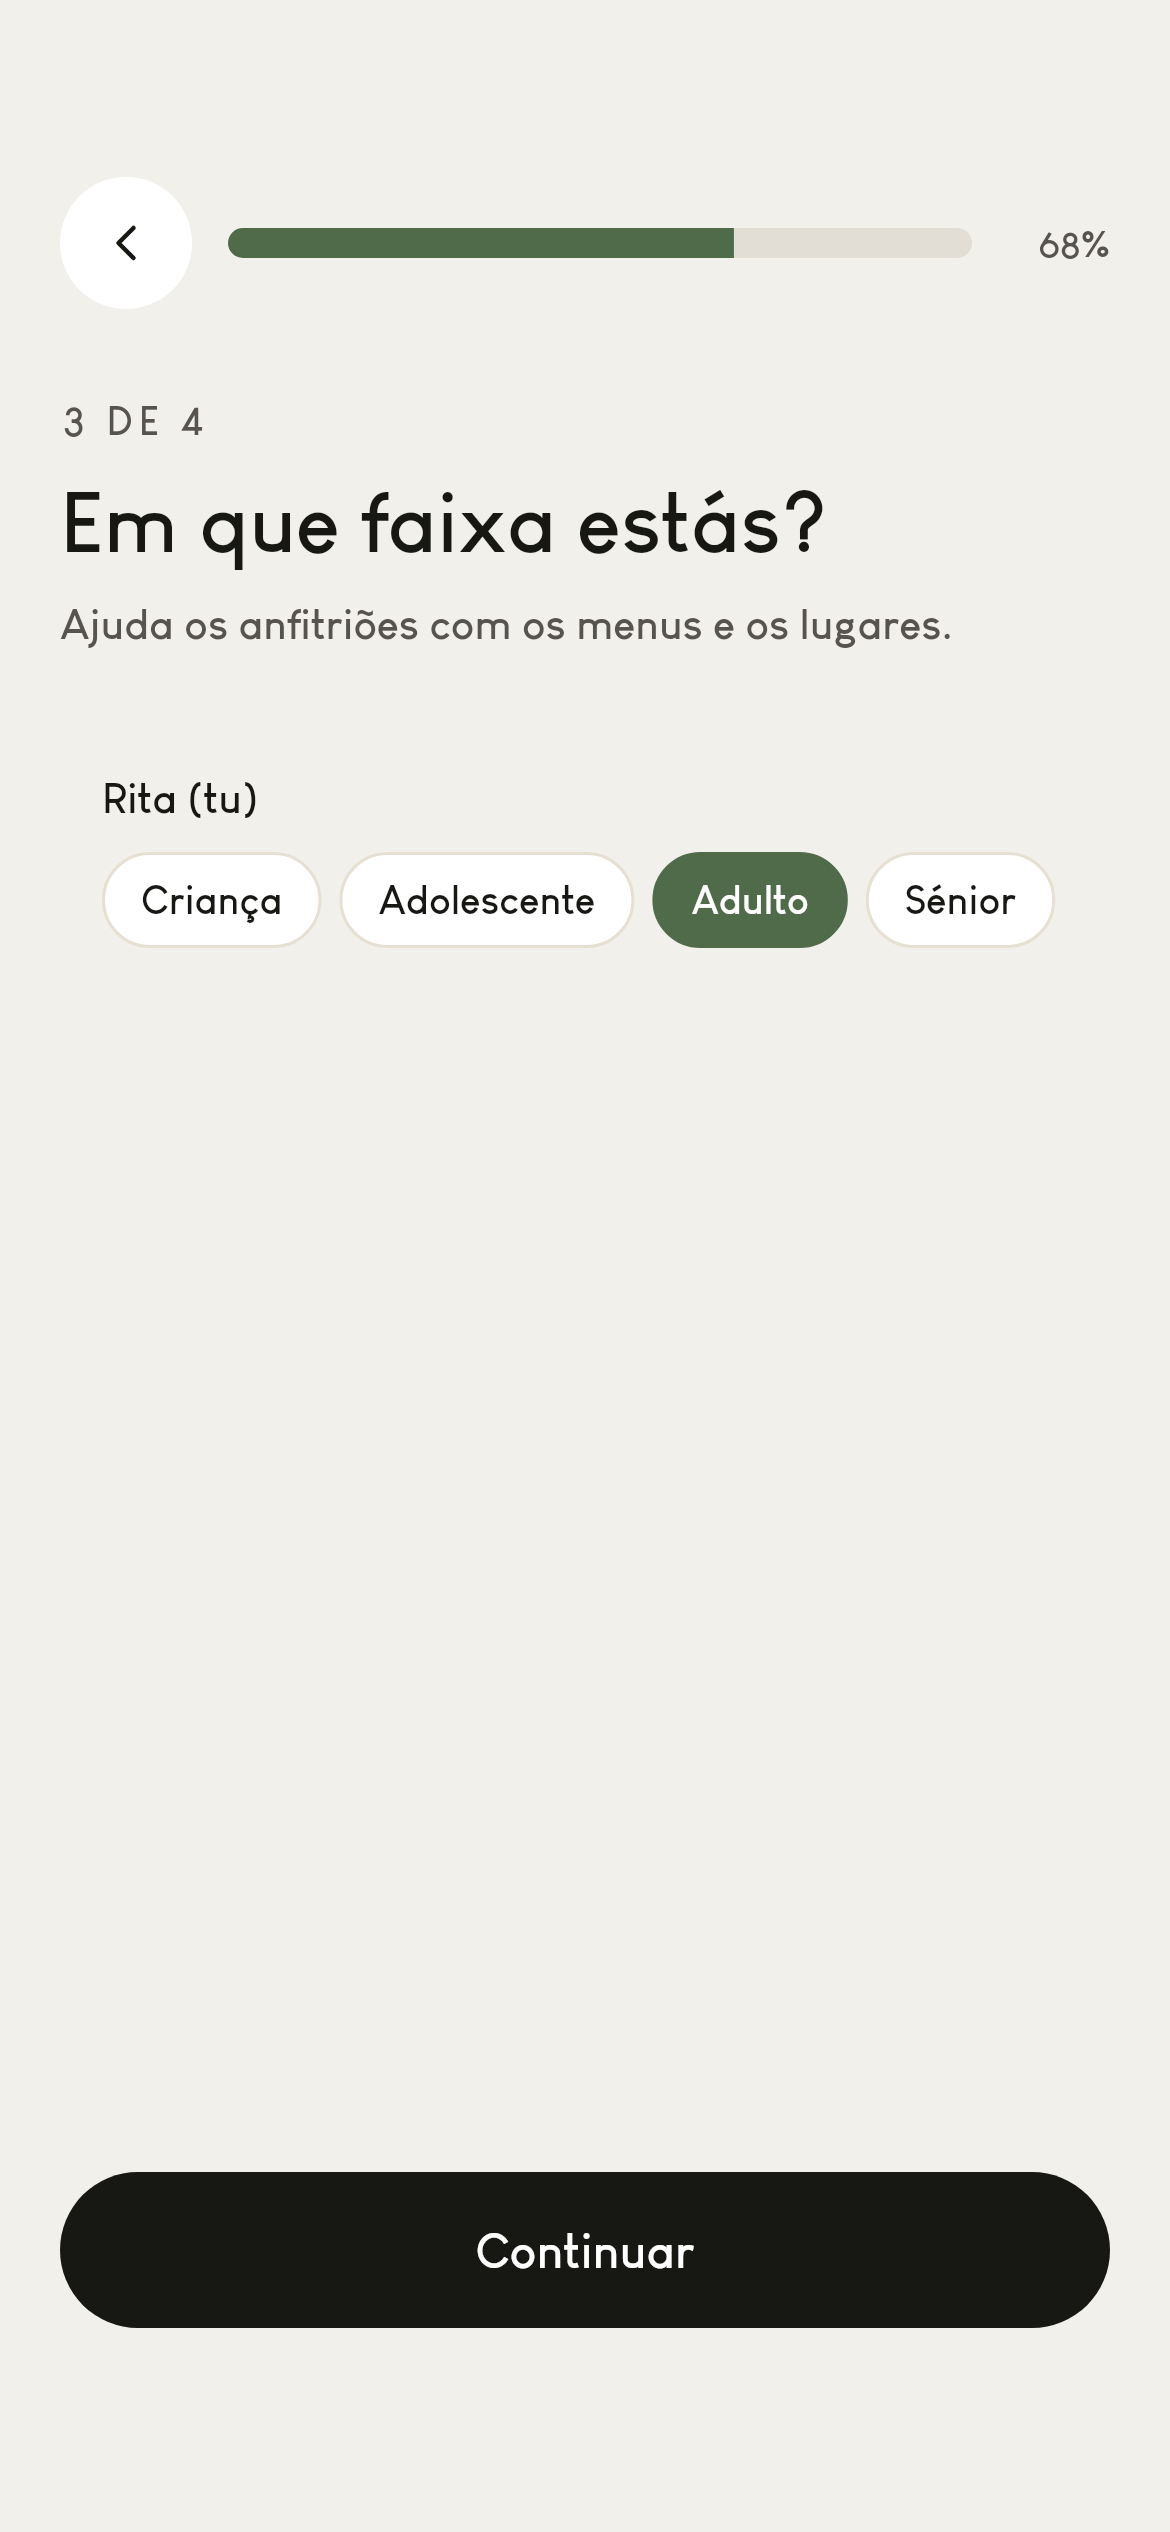 68%
3 DE 4
Em que faixa estás?
Ajuda os anfitriões com os menus e os lugares.
Rita (tu)
Criança Adolescente Adulto Sénior
Continuar